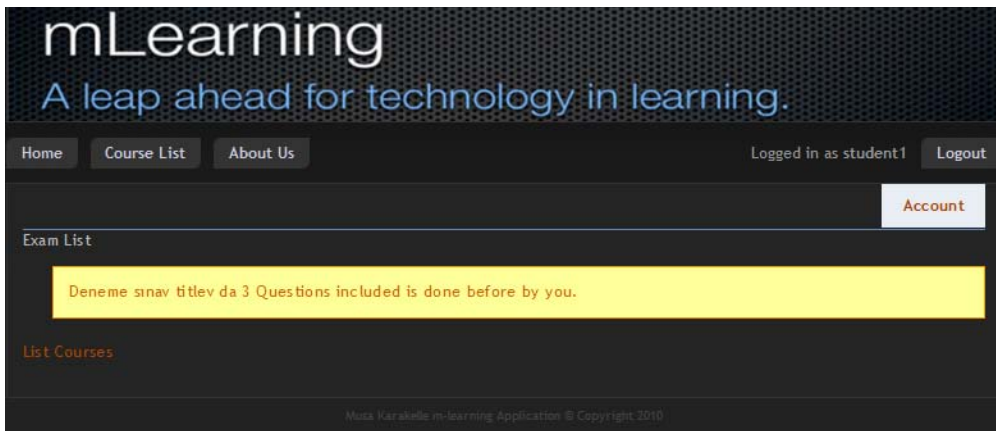 mLearning
A leap ahead for technology in learning.
Home Course List About Us Logged in as student1 Logout
Account
Exam List
Deneme sınav titlev da 3 Questions included is done before by you.
List Courses
Musa Karakelle m-learning Application © Copyright 2010